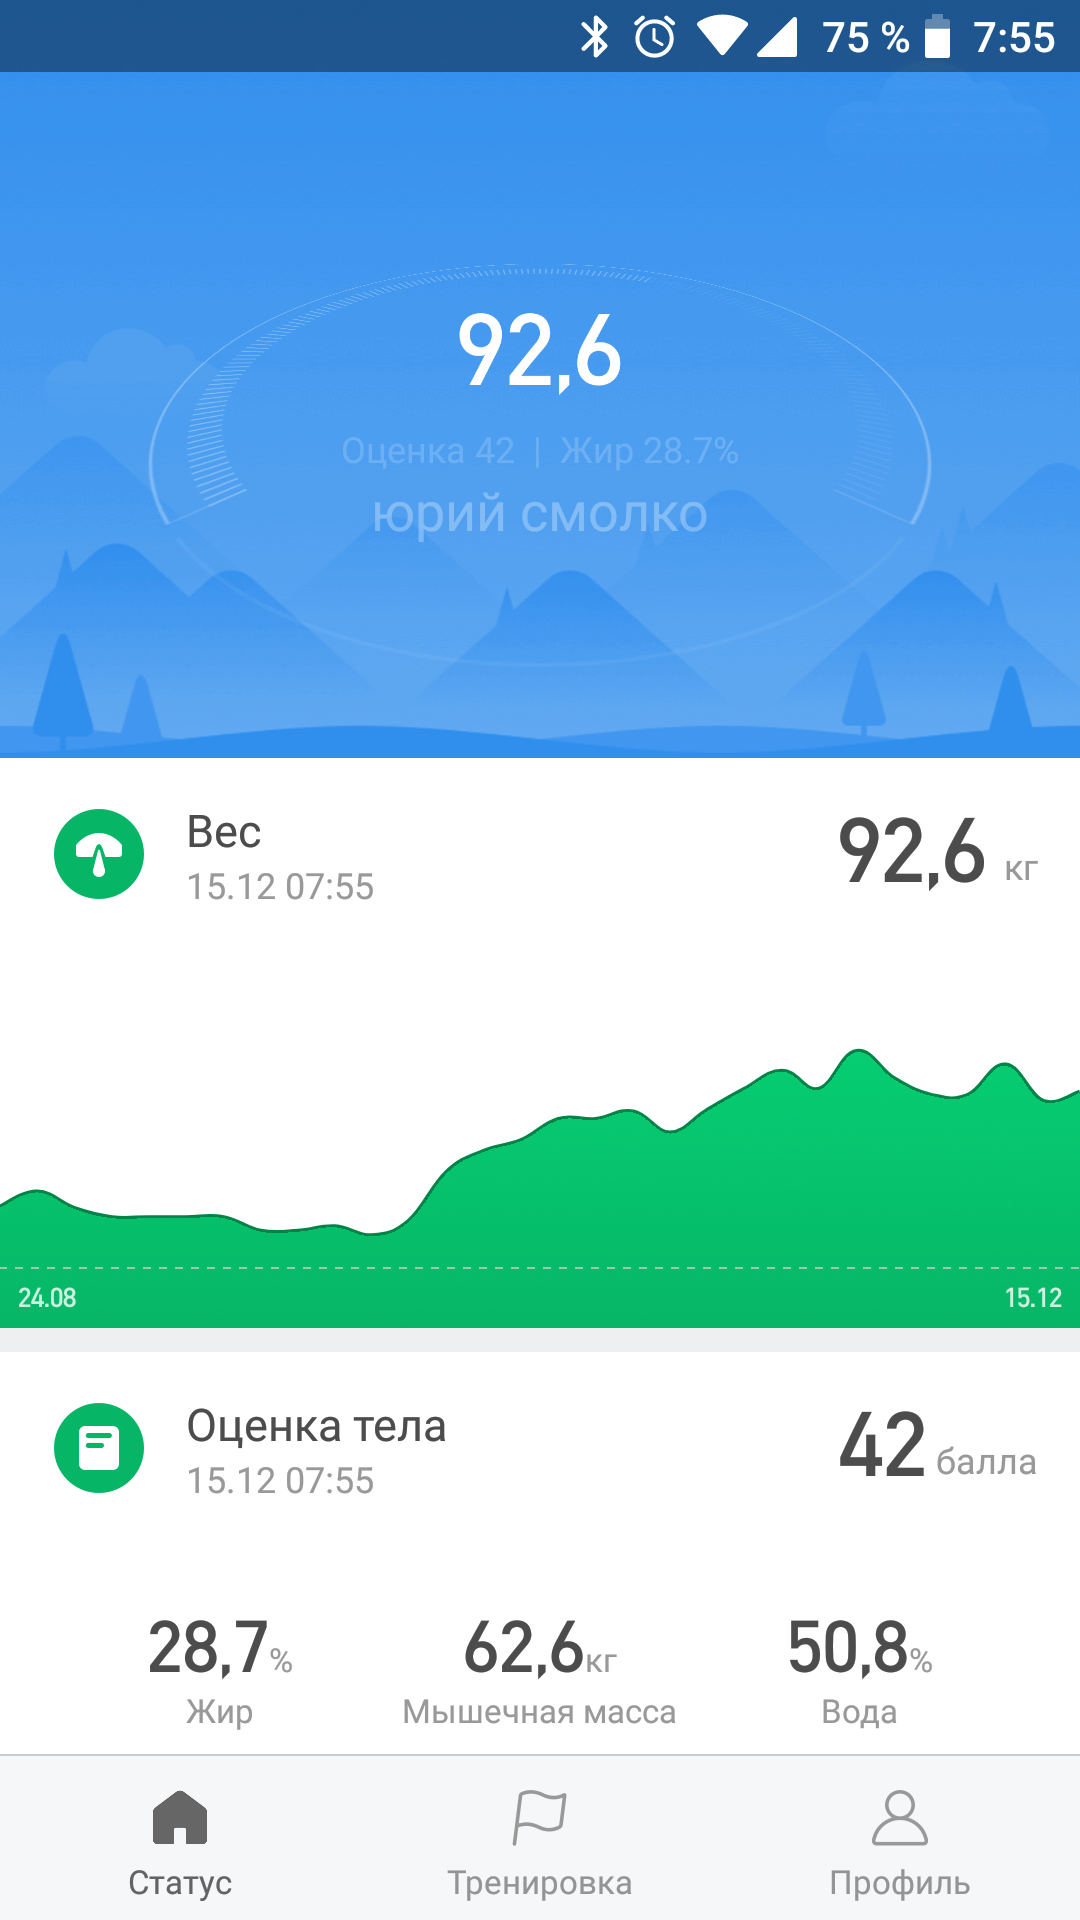 75 % 7:55
92,6
Оценка 42 | Жир 28.7%
юрий смолко
Вес
15.12 07:55
92,6 кг
24.08 15.12
Оценка тела
15.12 07:55
42 балла
28,7% 62,6кг 50,8%
Жир Мышечная масса Вода
Статус Тренировка Профиль